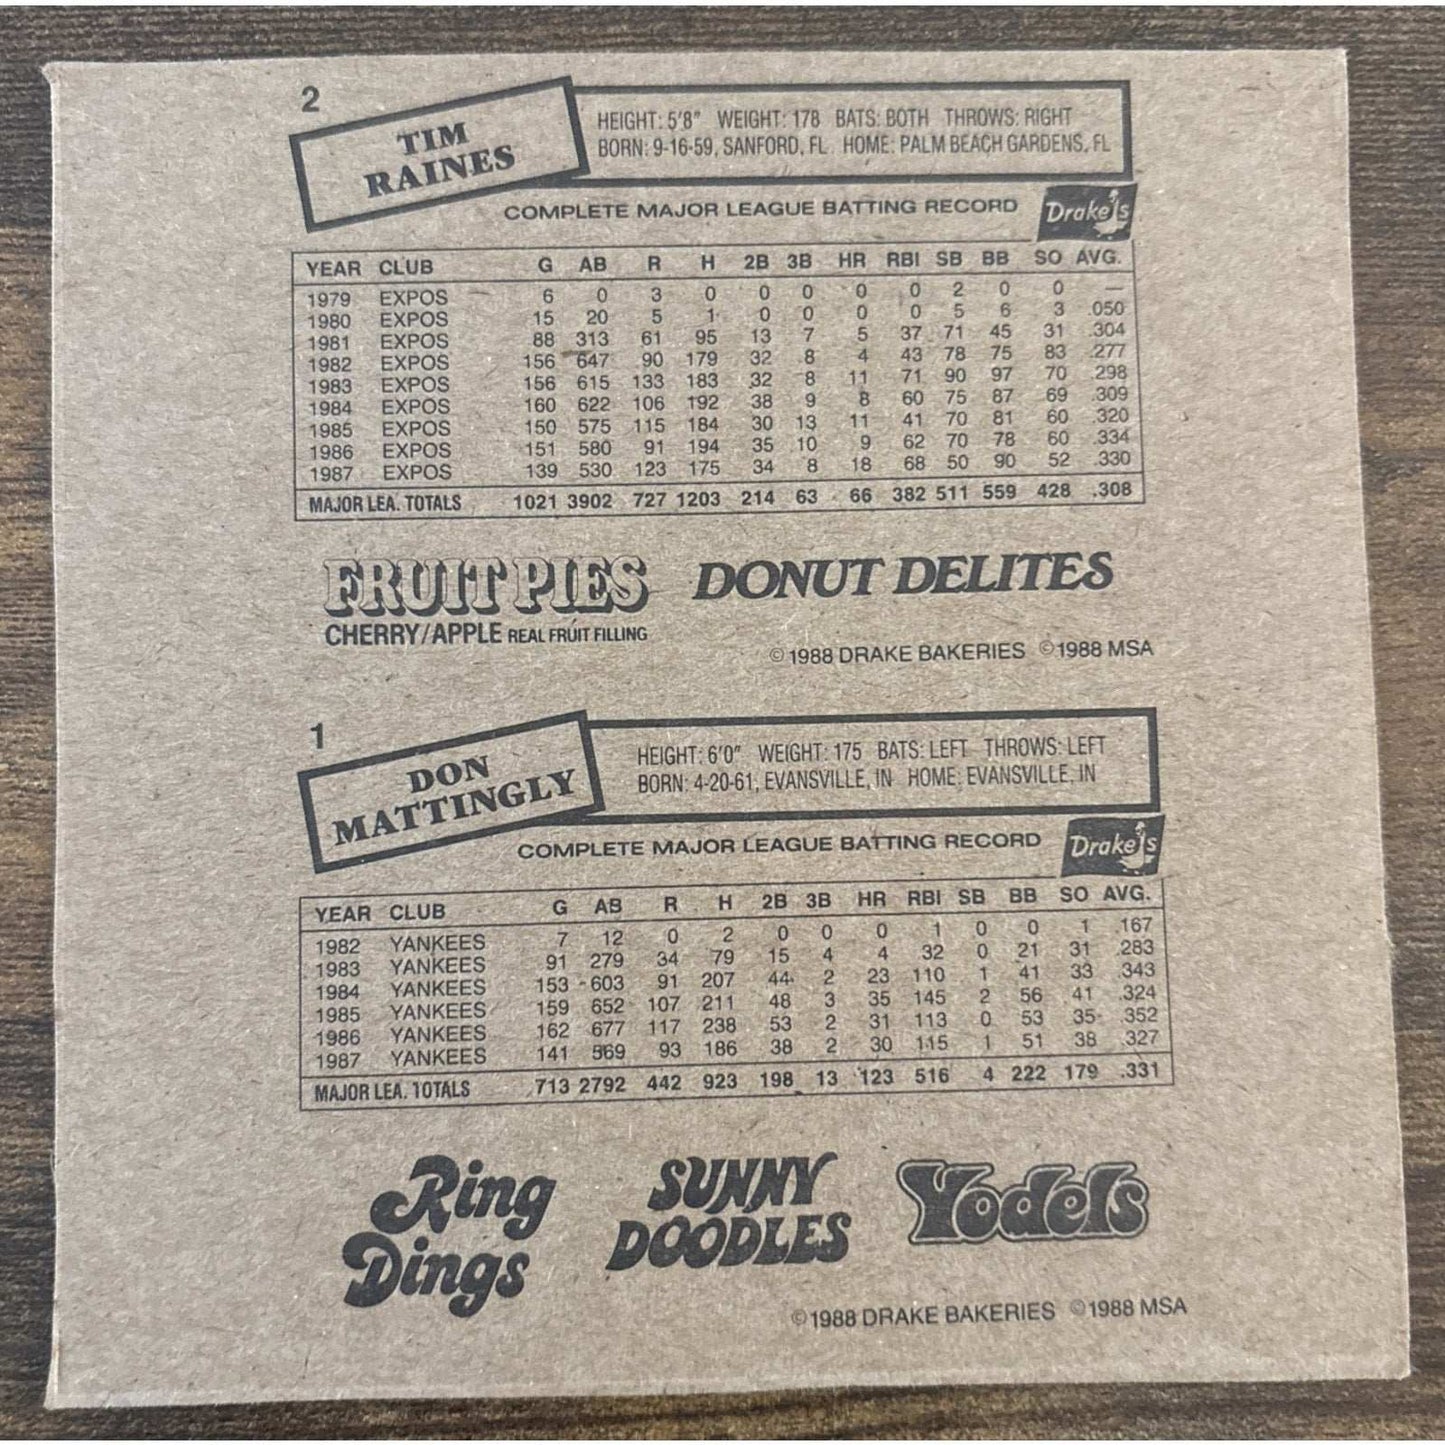 2
TIM
RAINES
HEIGHT: 5'8" WEIGHT: 178 BATS: BOTH THROWS: RIGHT
BORN: 9-16-59, SANFORD, FL HOME: PALM BEACH GARDENS, FL
COMPLETE MAJOR LEAGUE BATTING RECORD
Drake's
YEAR CLUB G AB R H 2B 3B HR RBI SB BB SO AVG.
1979 EXPOS 6 0 3 0 0 0 0 0 2 0 0 —
1980 EXPOS 15 20 5 1 0 0 0 0 5 6 3 .050
1981 EXPOS 88 313 61 95 13 7 5 37 71 45 31 .304
1982 EXPOS 156 647 90 179 32 8 4 43 78 75 83 .277
1983 EXPOS 156 615 133 183 32 8 11 71 90 97 70 .298
1984 EXPOS 160 622 106 192 38 9 8 60 75 87 69 .309
1985 EXPOS 150 575 115 184 30 13 11 41 70 81 60 .320
1986 EXPOS 151 580 91 194 35 10 9 62 70 78 60 .334
1987 EXPOS 139 530 123 175 34 8 18 68 50 90 52 .330
MAJOR LEA. TOTALS 1021 3902 727 1203 214 63 66 382 511 559 428 .308
FRUIT PIES DONUT DELITES
CHERRY/APPLE REAL FRUIT FILLING
©1988 DRAKE BAKERIES ©1988 MSA
1
DON
MATTINGLY
HEIGHT: 6'0" WEIGHT: 175 BATS: LEFT THROWS: LEFT
BORN: 4-20-61, EVANSVILLE, IN HOME: EVANSVILLE, IN
COMPLETE MAJOR LEAGUE BATTING RECORD
Drake's
YEAR CLUB G AB R H 2B 3B HR RBI SB BB SO AVG.
1982 YANKEES 7 12 0 2 0 0 0 1 0 0 1 .167
1983 YANKEES 91 279 34 79 15 4 4 32 0 21 31 .283
1984 YANKEES 153 603 91 207 44 2 23 110 1 41 33 .343
1985 YANKEES 159 652 107 211 48 3 35 145 2 56 41 .324
1986 YANKEES 162 677 117 238 53 2 31 113 0 53 35 .352
1987 YANKEES 141 569 93 186 38 2 30 115 1 51 38 .327
MAJOR LEA. TOTALS 713 2792 442 923 198 13 123 516 4 222 179 .331
Ring
Dings
SUNNY
DOODLES
Yodels
©1988 DRAKE BAKERIES ©1988 MSA